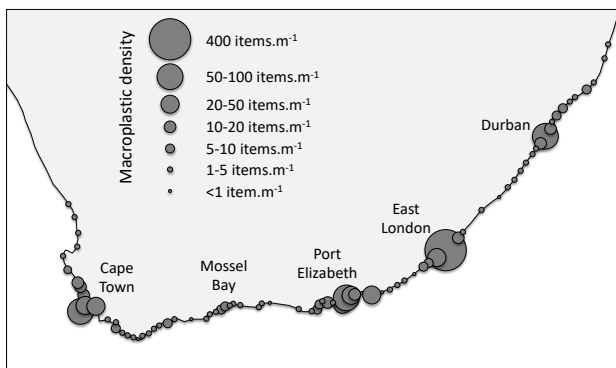 Macroplastic density
400 items.m-1
50-100 items.m-1
20-50 items.m-1
10-20 items.m-1
5-10 items.m-1
1-5 items.m-1
<1 item.m-1
Durban
East
London
Port
Elizabeth
Mossel
Bay
Cape
Town